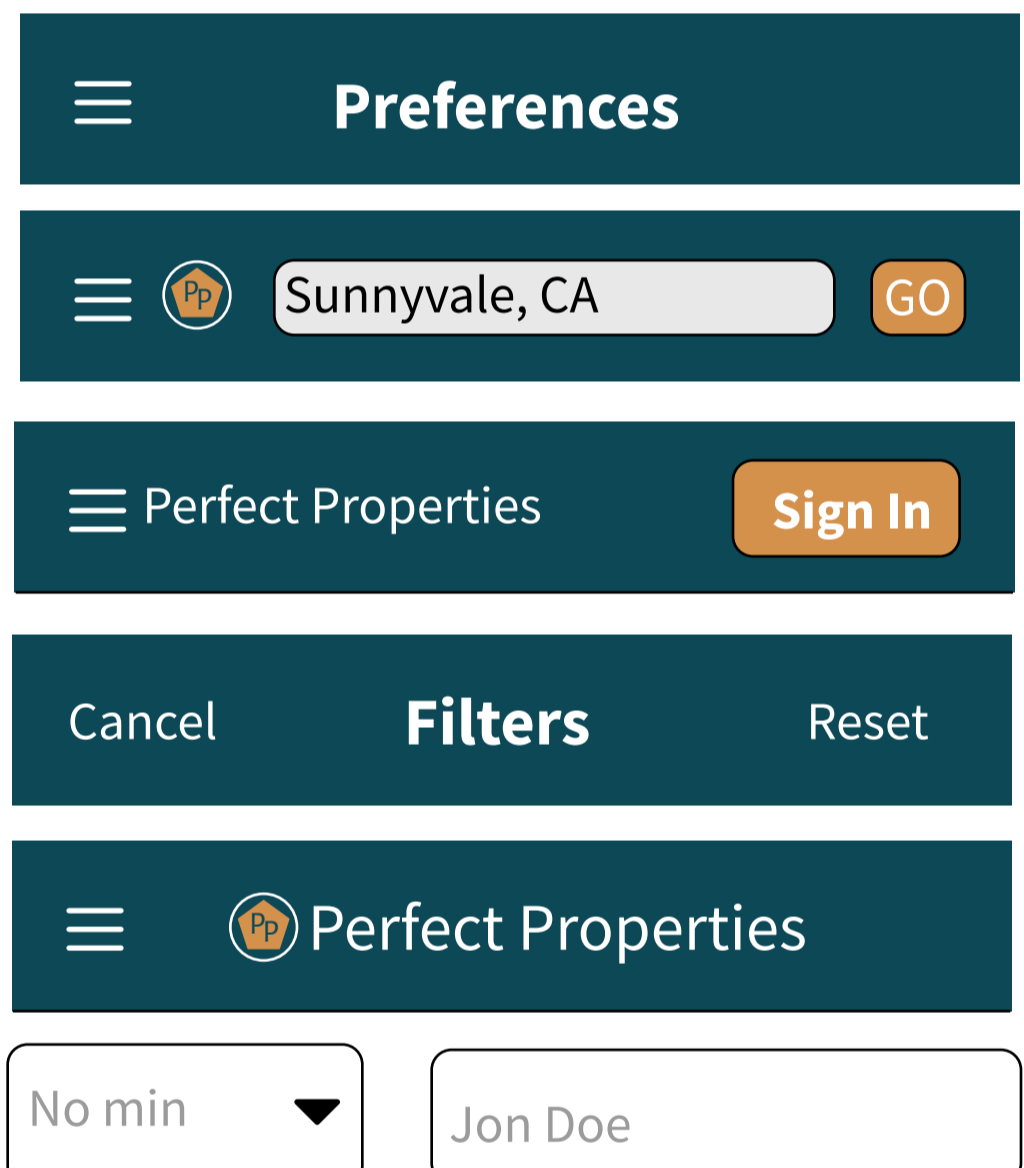 Preferences
PP Sunnyvale, CA GO
Perfect Properties Sign In
Cancel Filters Reset
PP Perfect Properties
No min Jon Doe